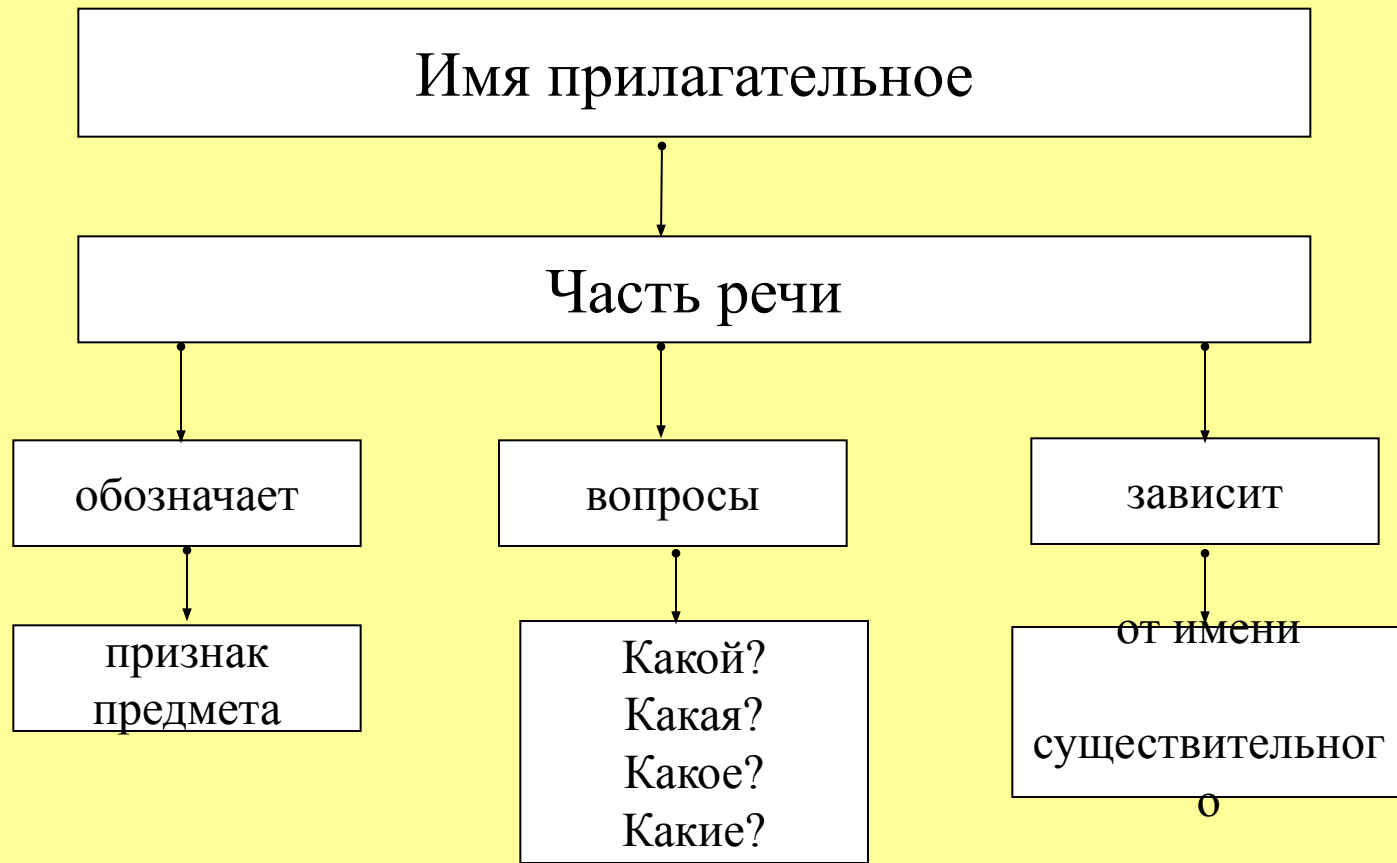 Имя прилагательное
Часть речи
обозначает
вопросы
зависит
признак
предмета
Какой?
Какая?
Какое?
Какие?
от имени
существительног
о